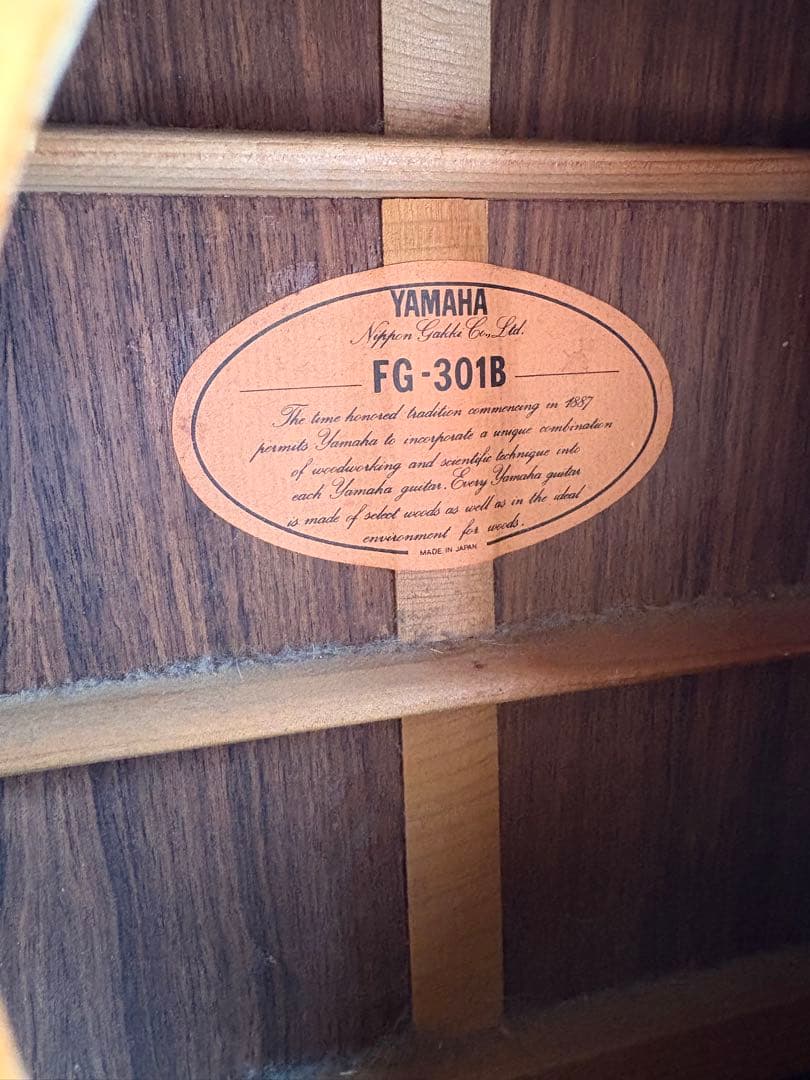 YAMAHA
Nippon Gakki Co., Ltd.
FG-301B
The time honored tradition commencing in 1887
permits Yamaha to incorporate a unique combination
of woodworking and scientific technique into
each Yamaha guitar. Every Yamaha guitar
is made of select woods as well as in the ideal
environment for woods.
MADE IN JAPAN